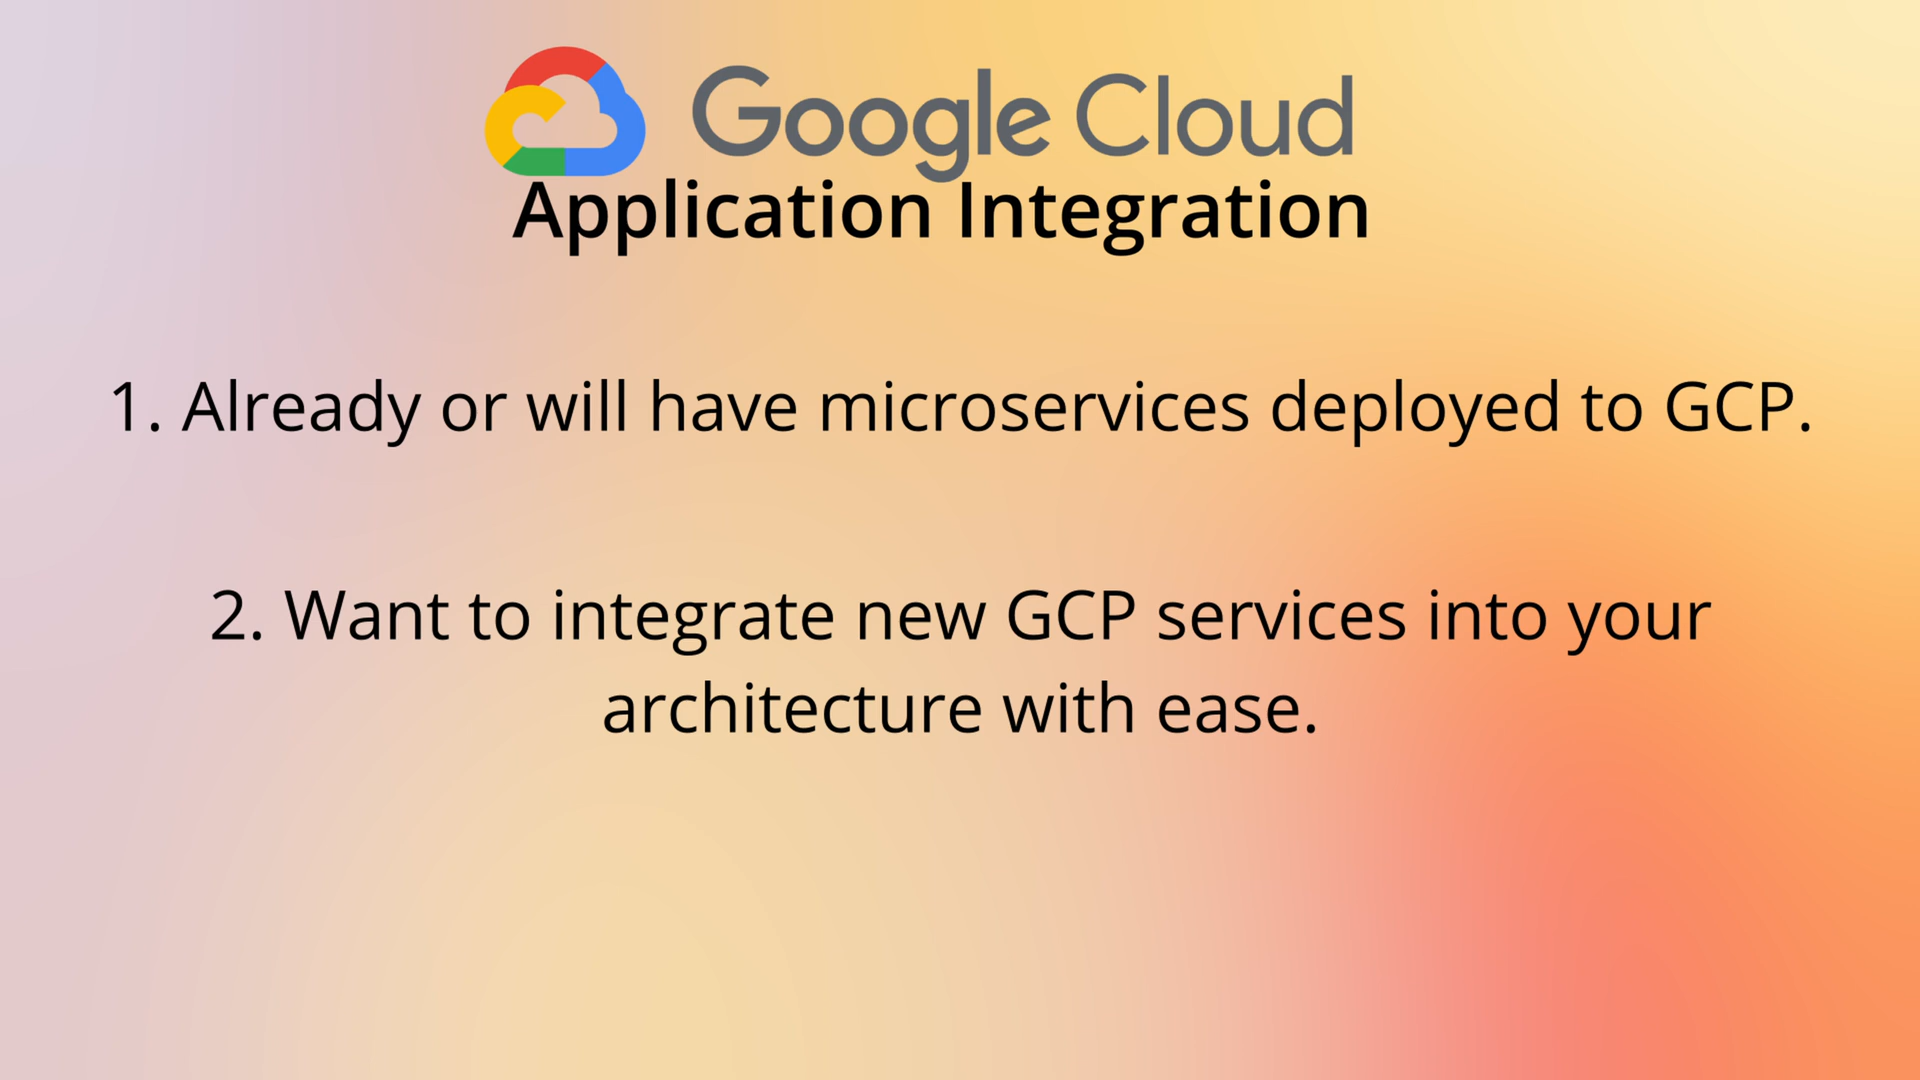 Google Cloud
Application Integration
1. Already or will have microservices deployed to GCP.
2. Want to integrate new GCP services into your
architecture with ease.